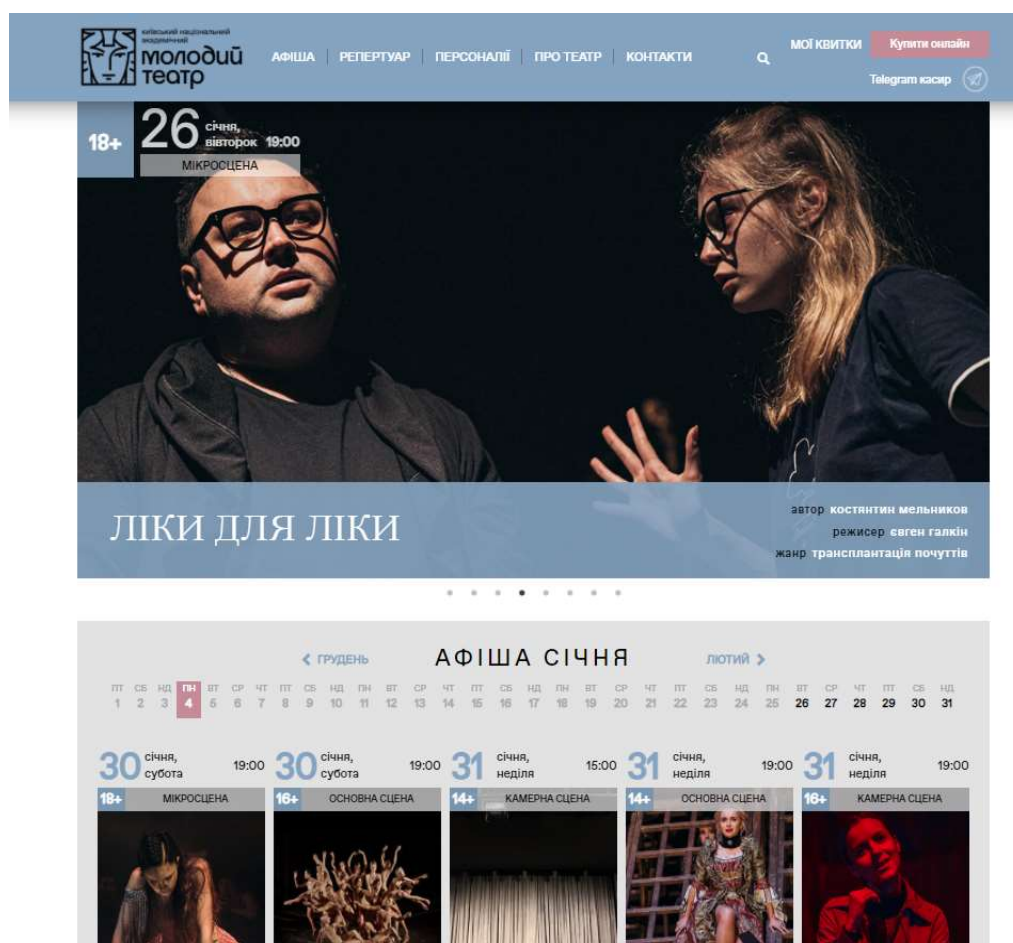 київський національний
академічний
молодий
театр
АФІША
РЕПЕРТУАР
ПЕРСОНАЛІЇ
ПРО ТЕАТР
КОНТАКТИ
МОЇ КВИТКИ
Купити онлайн
Telegram касир
18+
26 січня,
вівторок 19:00
МІКРОСЦЕНА
ЛІКИ ДЛЯ ЛІКИ
автор костянтин мельников
режисер євген галкін
жанр трансплантація почуттів
ГРУДЕНЬ
АФІША СІЧНЯ
ЛЮТИЙ
ПТ СБ НД ПН ВТ СР ЧТ ПТ СБ НД ПН ВТ СР ЧТ ПТ СБ НД ПН ВТ СР ЧТ ПТ СБ НД ПН ВТ СР ЧТ ПТ СБ НД
1 2 3 4 5 6 7 8 9 10 11 12 13 14 15 16 17 18 19 20 21 22 23 24 25 26 27 28 29 30 31
30 січня,
субота 19:00
18+ МІКРОСЦЕНА
30 січня,
субота 19:00
16+ ОСНОВНА СЦЕНА
31 січня,
неділя 15:00
14+ КАМЕРНА СЦЕНА
31 січня,
неділя 19:00
14+ ОСНОВНА СЦЕНА
31 січня,
неділя 19:00
16+ КАМЕРНА СЦЕНА